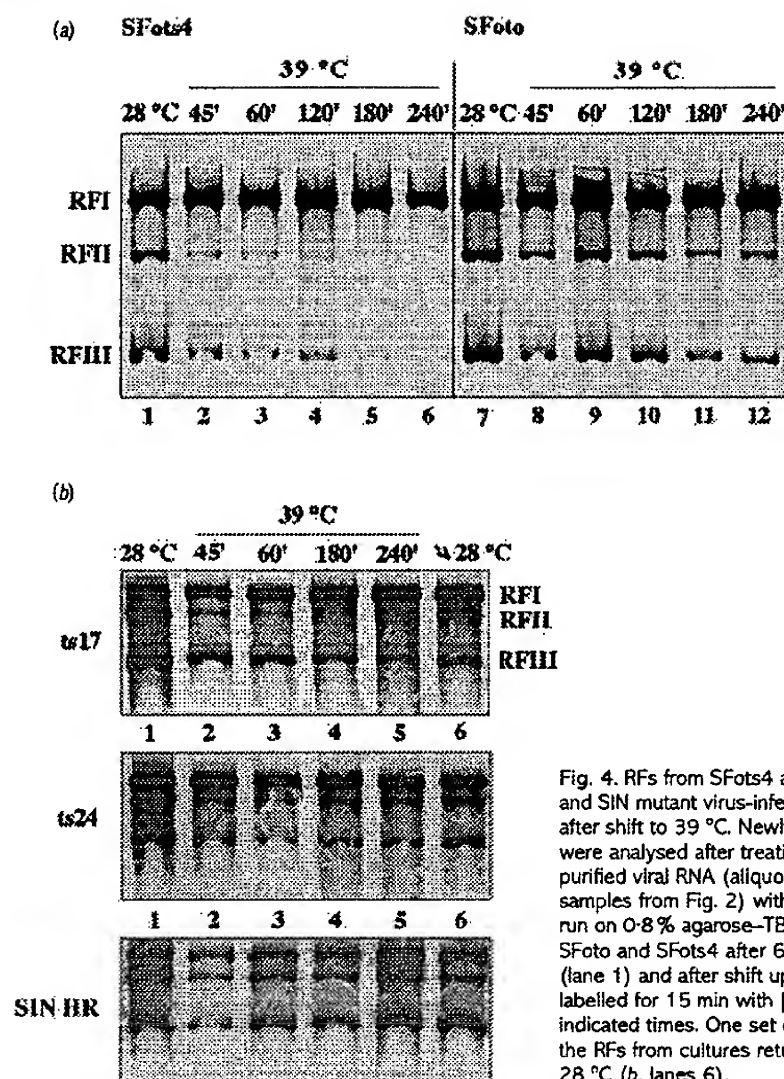 (a) SFots4 SFoto
39 °C 39 °C
28 °C 45' 60' 120' 180' 240' 28 °C 45' 60' 120' 180' 240'
RFI
RFII
RFIII
1 2 3 4 5 6 7 8 9 10 11 12
(b)
39 °C
28 °C 45' 60' 180' 240' 28 °C
ts17
RFI
RFII
RFIII
1 2 3 4 5 6
ts24
1 2 3 4 5 6
SIN HR
Fig. 4. RFs from SFots4 a
and SIN mutant virus-infe
after shift to 39 °C. Newl
were analysed after treati
purified viral RNA (aliquo
samples from Fig. 2) with
run on 0·8 % agarose–TB
SFoto and SFots4 after 6
(lane 1) and after shift up
labelled for 15 min with [
indicated times. One set
the RFs from cultures retu
28 °C (b, lanes 6).